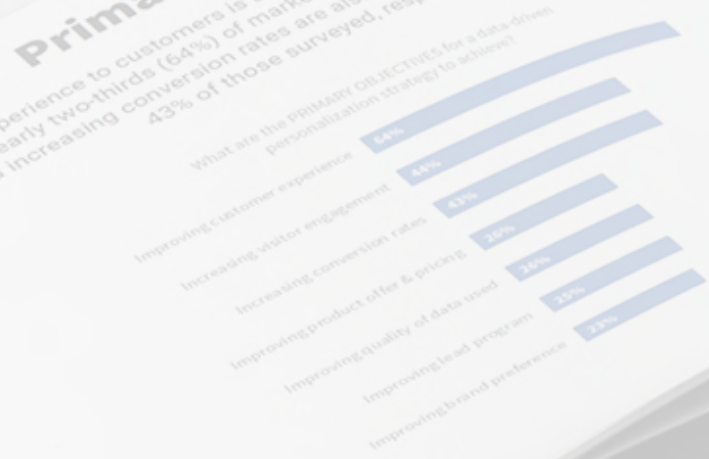 Prima
perience to customers is
early two-thirds (64%) of mark
increasing conversion rates are als
43% of those surveyed, resp
What are the PRIMARY OBJECTIVES for a data-driven
personalization strategy to achieve?
Improving customer experience 64%
Increasing visitor engagement 44%
Increasing conversion rates 43%
Improving product offer & pricing 26%
Improving quality of data used 26%
Improving lead program 25%
Improving brand preference 23%